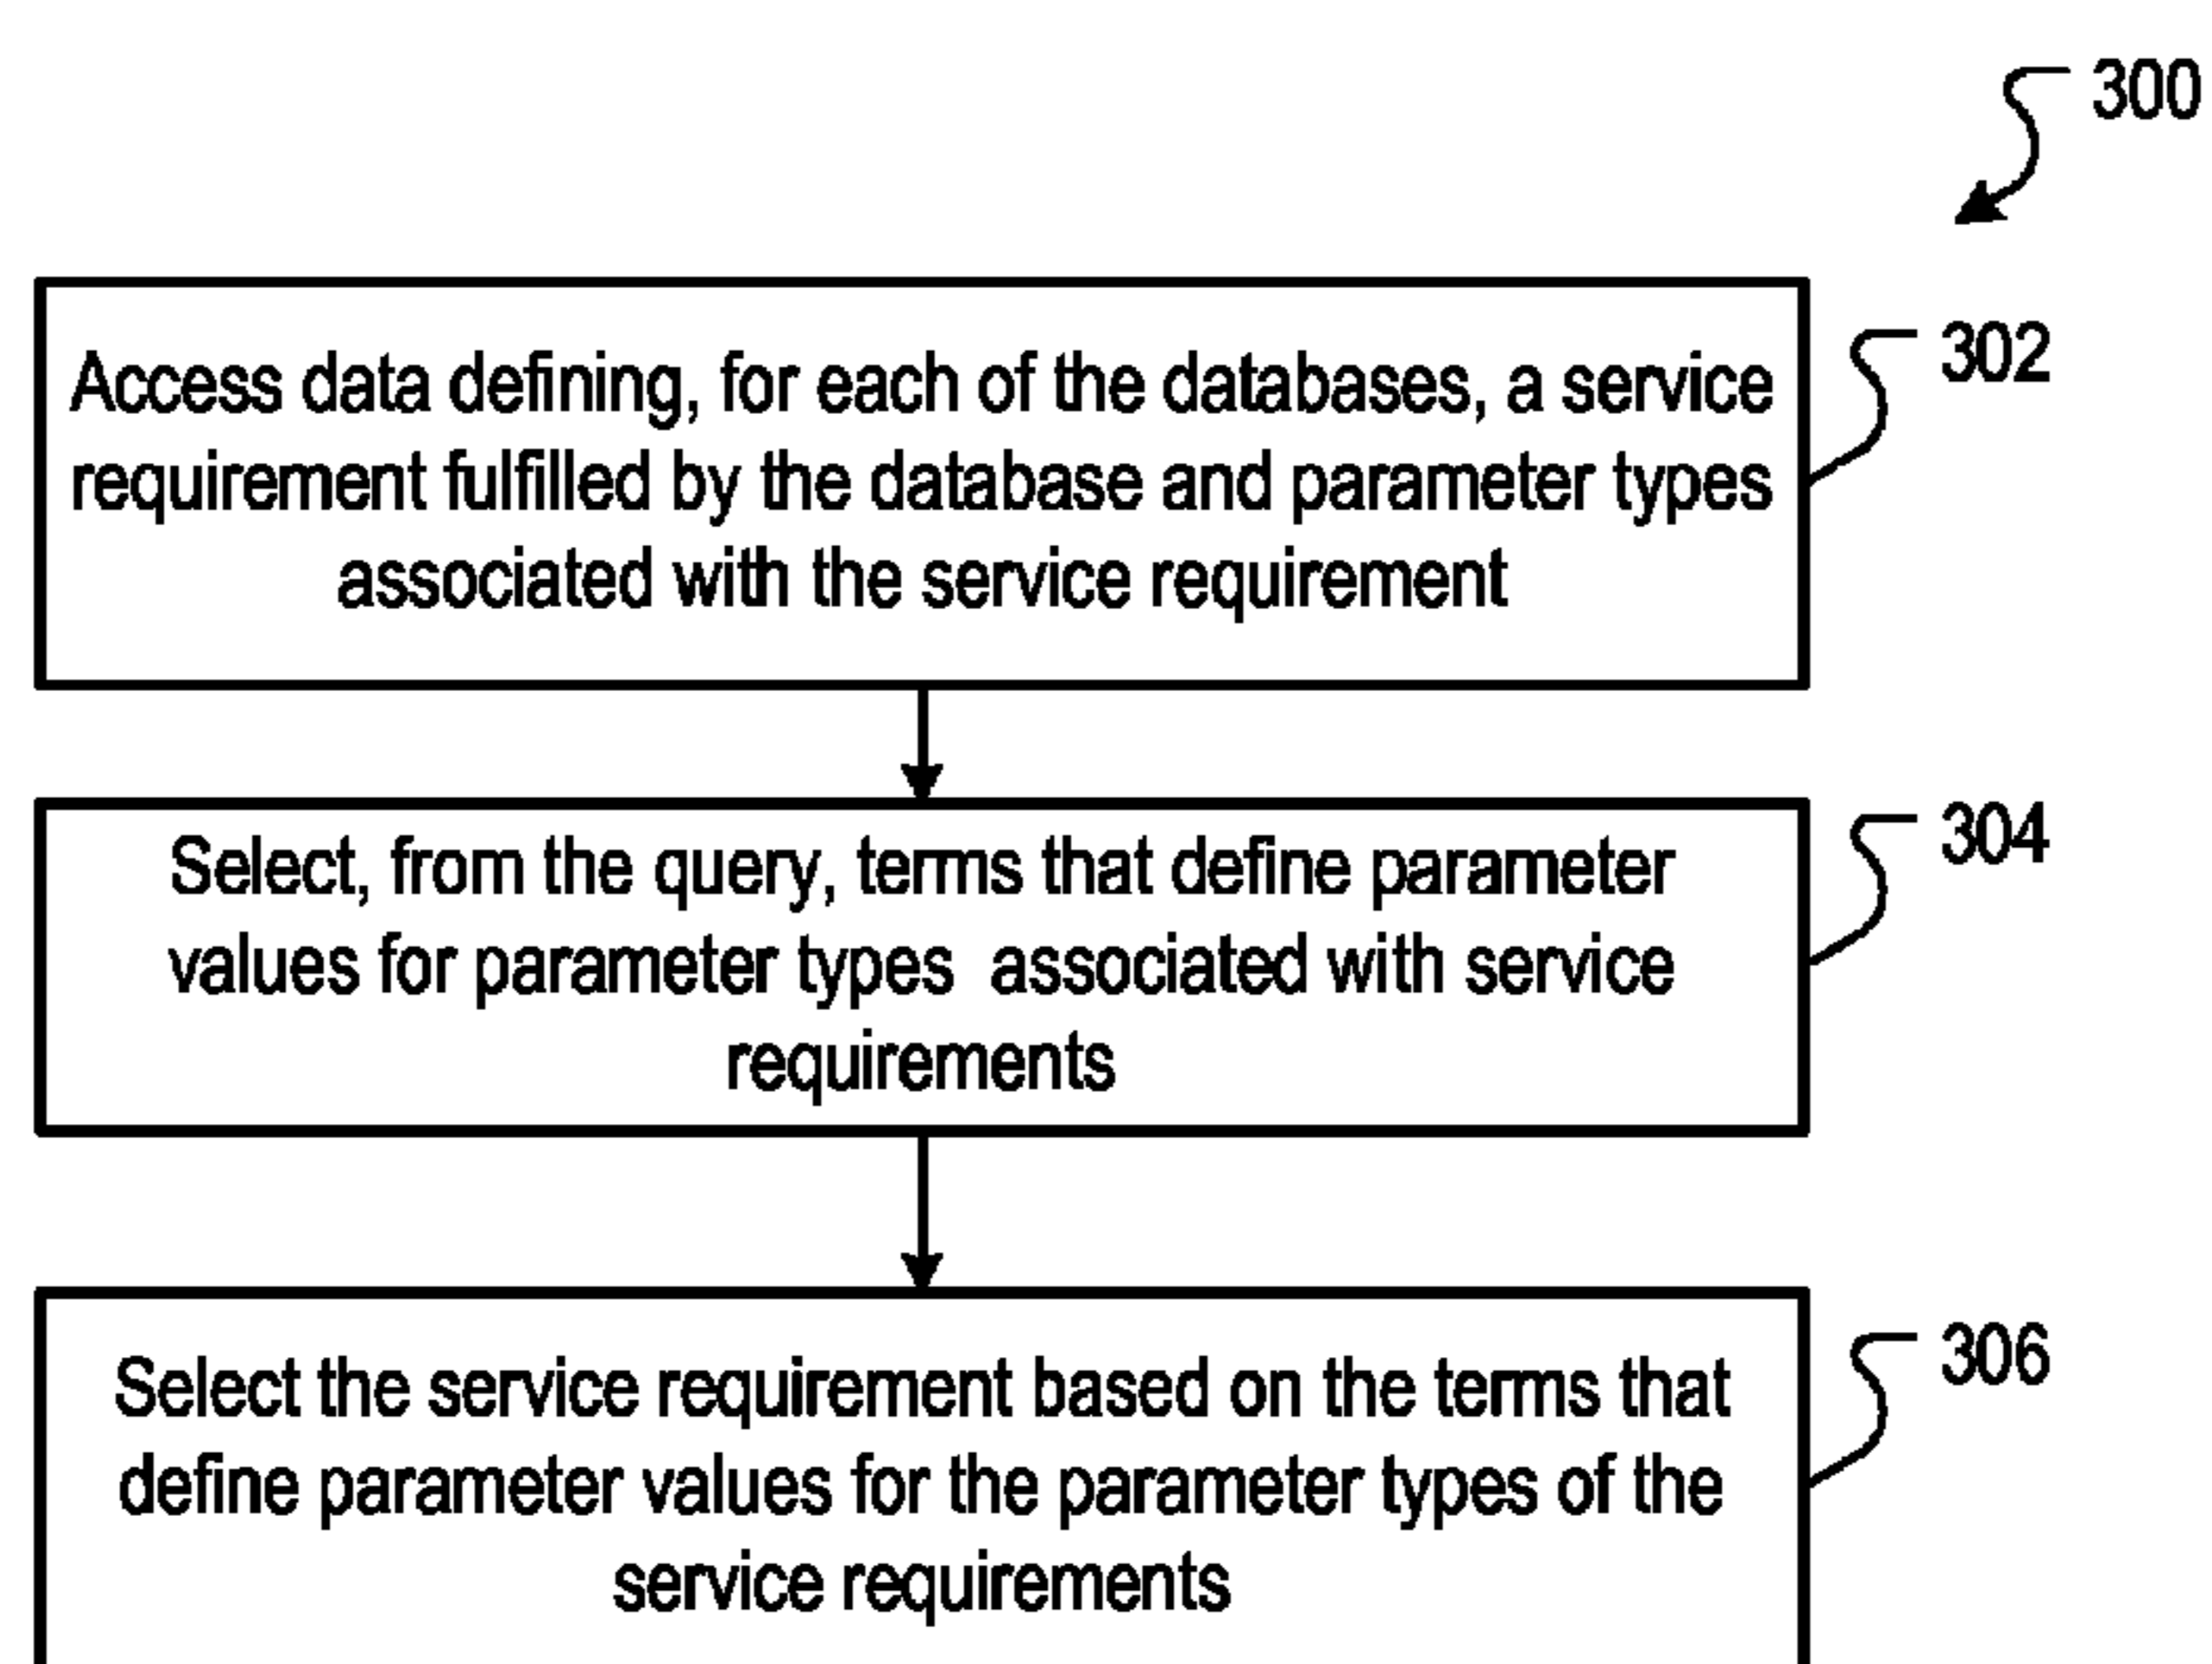 300
Access data defining, for each of the databases, a service
302
requirement fulfilled by the database and parameter types
associated with the service requirement
Select, from the query, terms that define parameter
304
values for parameter types associated with service
requirements
Select the service requirement based on the terms that
306
define parameter values for the parameter types of the
service requirements